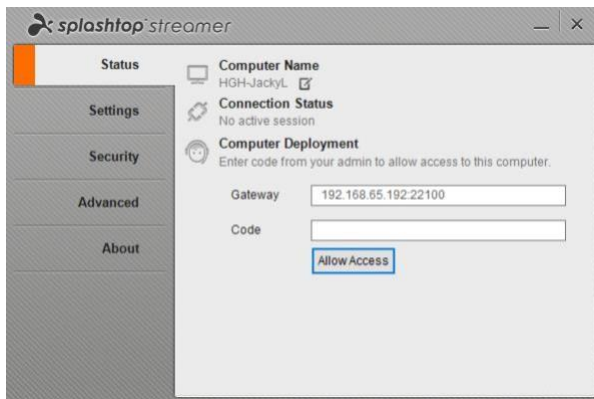 splashtop streamer
Status
Settings
Security
Advanced
About
Computer Name
HGH-JackyL
Connection Status
No active session
Computer Deployment
Enter code from your admin to allow access to this computer.
Gateway 192.168.65.192:22100
Code
Allow Access